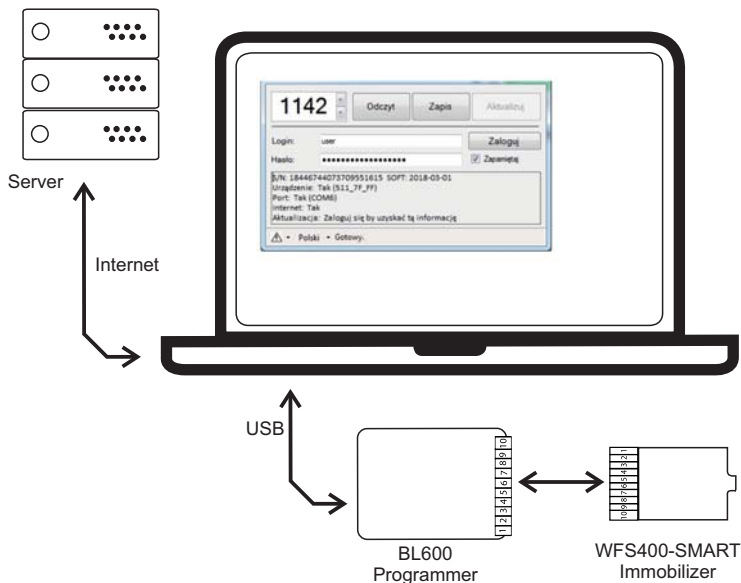 1142 Odczyt Zapis Aktualizuj
Login: user Zaloguj
Hasło: •••••••••••••••••• Zapamiętaj
S/N: 18446744073709551615 SOFT: 2018-03-01
Urządzenie: Tak (511_7F_FF)
Port: Tak (COM6)
Internet: Tak
Aktualizacja: Zaloguj się by uzyskać tą informację
Polski Gotowy.
Server
Internet
USB
1 2 3 4 5 6 7 8 9 10
10 9 8 7 6 5 4 3 2 1
BL600
Programmer
WFS400-SMART
Immobilizer